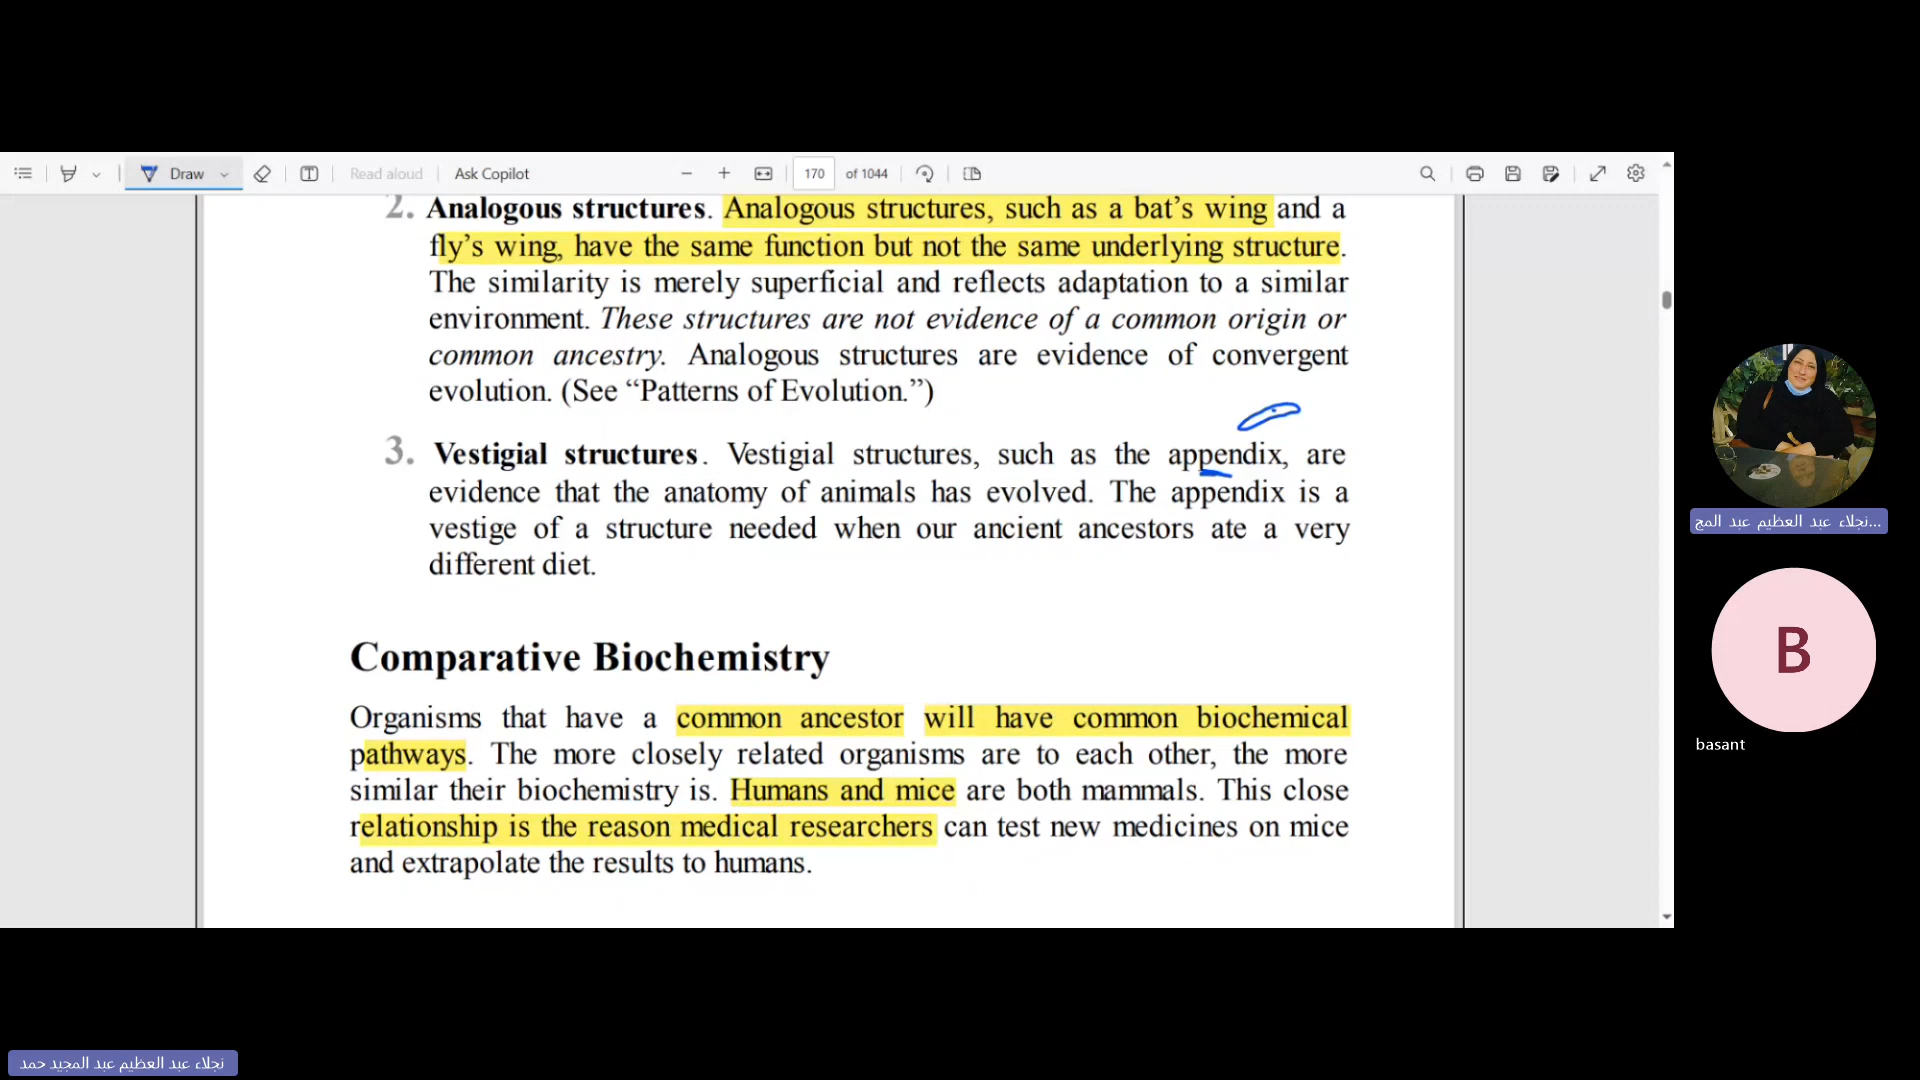 Draw
Read aloud
Ask Copilot
170 of 1044
2. Analogous structures. Analogous structures, such as a bat’s wing and a
fly’s wing, have the same function but not the same underlying structure.
The similarity is merely superficial and reflects adaptation to a similar
environment. These structures are not evidence of a common origin or
common ancestry. Analogous structures are evidence of convergent
evolution. (See “Patterns of Evolution.”)
3. Vestigial structures. Vestigial structures, such as the appendix, are
evidence that the anatomy of animals has evolved. The appendix is a
vestige of a structure needed when our ancient ancestors ate a very
different diet.
Comparative Biochemistry
Organisms that have a common ancestor will have common biochemical
pathways. The more closely related organisms are to each other, the more
similar their biochemistry is. Humans and mice are both mammals. This close
relationship is the reason medical researchers can test new medicines on mice
and extrapolate the results to humans.
نجلاء عبد العظيم عبد المج...
B
basant
نجلاء عبد العظيم عبد المجيد حمد